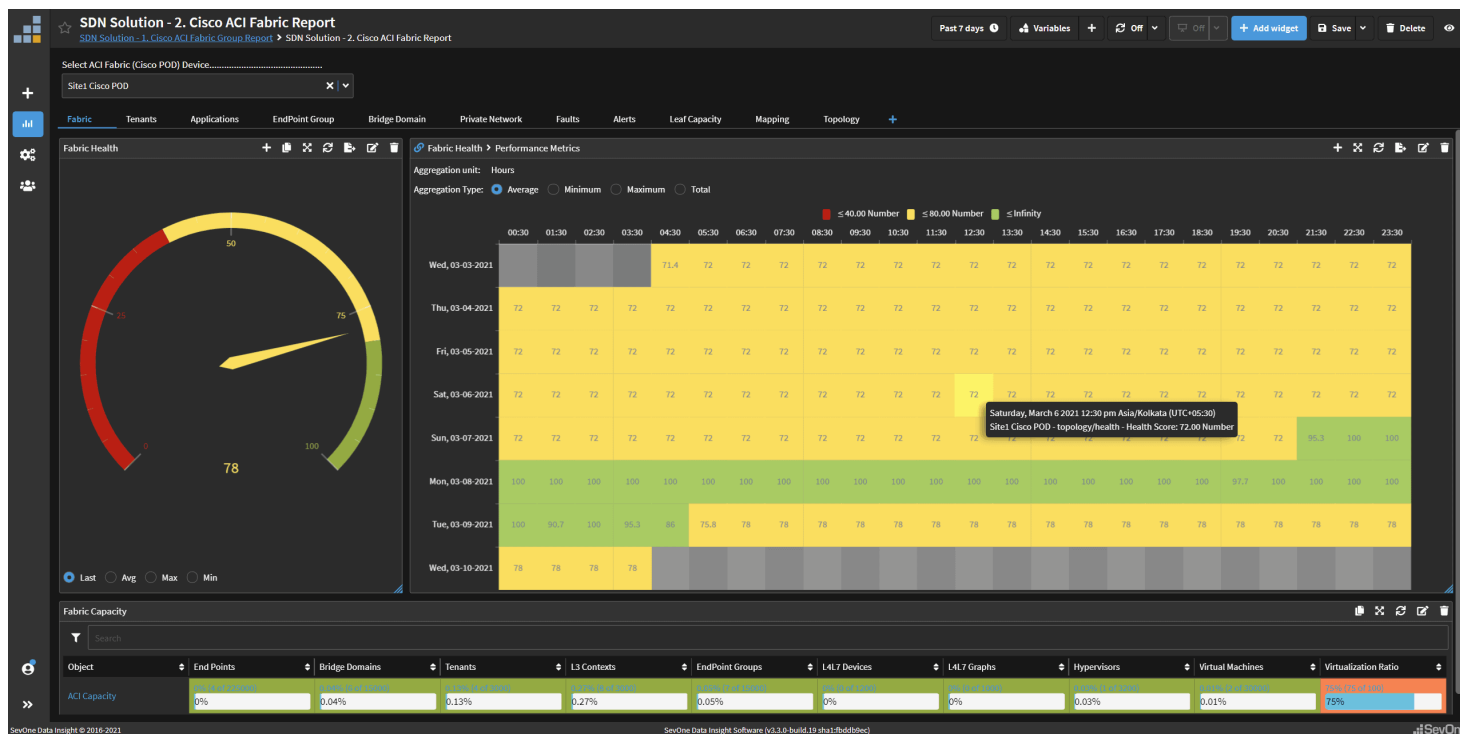 SDN Solution - 2. Cisco ACI Fabric Report
SDN Solution - 1. Cisco ACI Fabric Group Report > SDN Solution - 2. Cisco ACI Fabric Report
Past 7 days Variables + Off Off + Add widget Save Delete
Select ACI Fabric (Cisco POD) Device..............................................
Site1 Cisco POD
Fabric Tenants Applications EndPoint Group Bridge Domain Private Network Faults Alerts Leaf Capacity Mapping Topology +
Fabric Health
50
25
75
0
100
78
Last Avg Max Min
Fabric Health > Performance Metrics
Aggregation unit: Hours
Aggregation Type: Average Minimum Maximum Total
≤ 40.00 Number ≤ 80.00 Number ≤ Infinity
00:30 01:30 02:30 03:30 04:30 05:30 06:30 07:30 08:30 09:30 10:30 11:30 12:30 13:30 14:30 15:30 16:30 17:30 18:30 19:30 20:30 21:30 22:30 23:30
Wed, 03-03-2021 71.4 72 72 72 72 72 72 72 72 72 72 72 72 72 72 72 72 72 72 72
Thu, 03-04-2021 72 72 72 72 72 72 72 72 72 72 72 72 72 72 72 72 72 72 72 72 72 72 72 72
Fri, 03-05-2021 72 72 72 72 72 72 72 72 72 72 72 72 72 72 72 72 72 72 72 72 72 72 72 72
Sat, 03-06-2021 72 72 72 72 72 72 72 72 72 72 72 72 72 72 72 72 72 72 72 72 72 72 72 72
Saturday, March 6 2021 12:30 pm Asia/Kolkata (UTC+05:30)
Site1 Cisco POD - topology/health - Health Score: 72.00 Number
Sun, 03-07-2021 72 72 72 72 72 72 72 72 72 72 72 72 72 72 72 95.3 100 100
Mon, 03-08-2021 100 100 100 100 100 100 100 100 100 100 100 100 100 100 100 100 100 100 100 97.7 100 100 100 100
Tue, 03-09-2021 100 90.7 100 95.3 86 75.8 78 78 78 78 78 78 78 78 78 78 78 78 78 78 78 78 78 78
Wed, 03-10-2021 78 78 78 78
Fabric Capacity
Search
Object End Points Bridge Domains Tenants L3 Contexts EndPoint Groups L4L7 Devices L4L7 Graphs Hypervisors Virtual Machines Virtualization Ratio
ACI Capacity 0% 0.04% 0.13% 0.27% 0.05% 0% 0% 0.03% 0.01% 75%
SevOne Data Insight © 2016-2021
SevOne Data Insight Software (v3.3.0-build.19 sha1:fbddb9ec)
SevOn